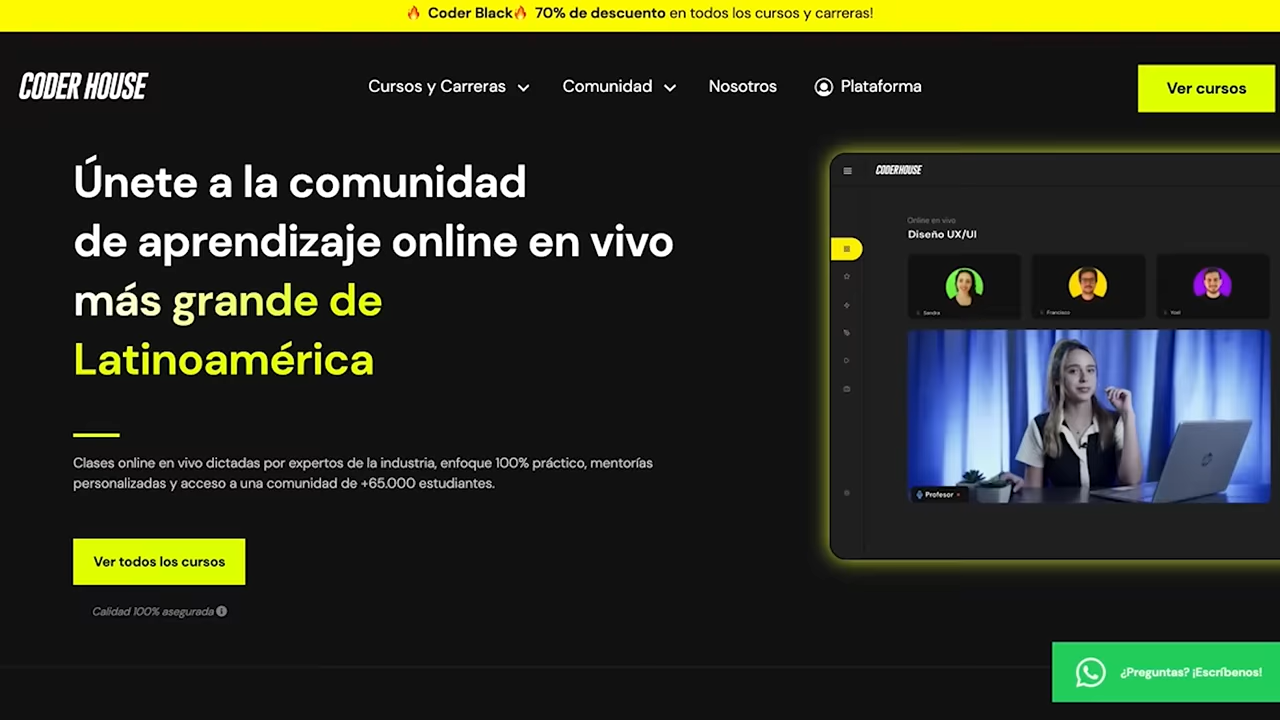 🔥 Coder Black🔥 70% de descuento en todos los cursos y carreras!
CODER HOUSE
Cursos y Carreras
Comunidad
Nosotros
Plataforma
Ver cursos
Únete a la comunidad
de aprendizaje online en vivo
más grande de
Latinoamérica
Clases online en vivo dictadas por expertos de la industria, enfoque 100% práctico, mentorías
personalizadas y acceso a una comunidad de +65.000 estudiantes.
Ver todos los cursos
Calidad 100% asegurada
CODERHOUSE
Online en vivo
Diseño UX/UI
Sandra
Francisco
Yoel
Profesor
¿Preguntas? ¡Escríbenos!